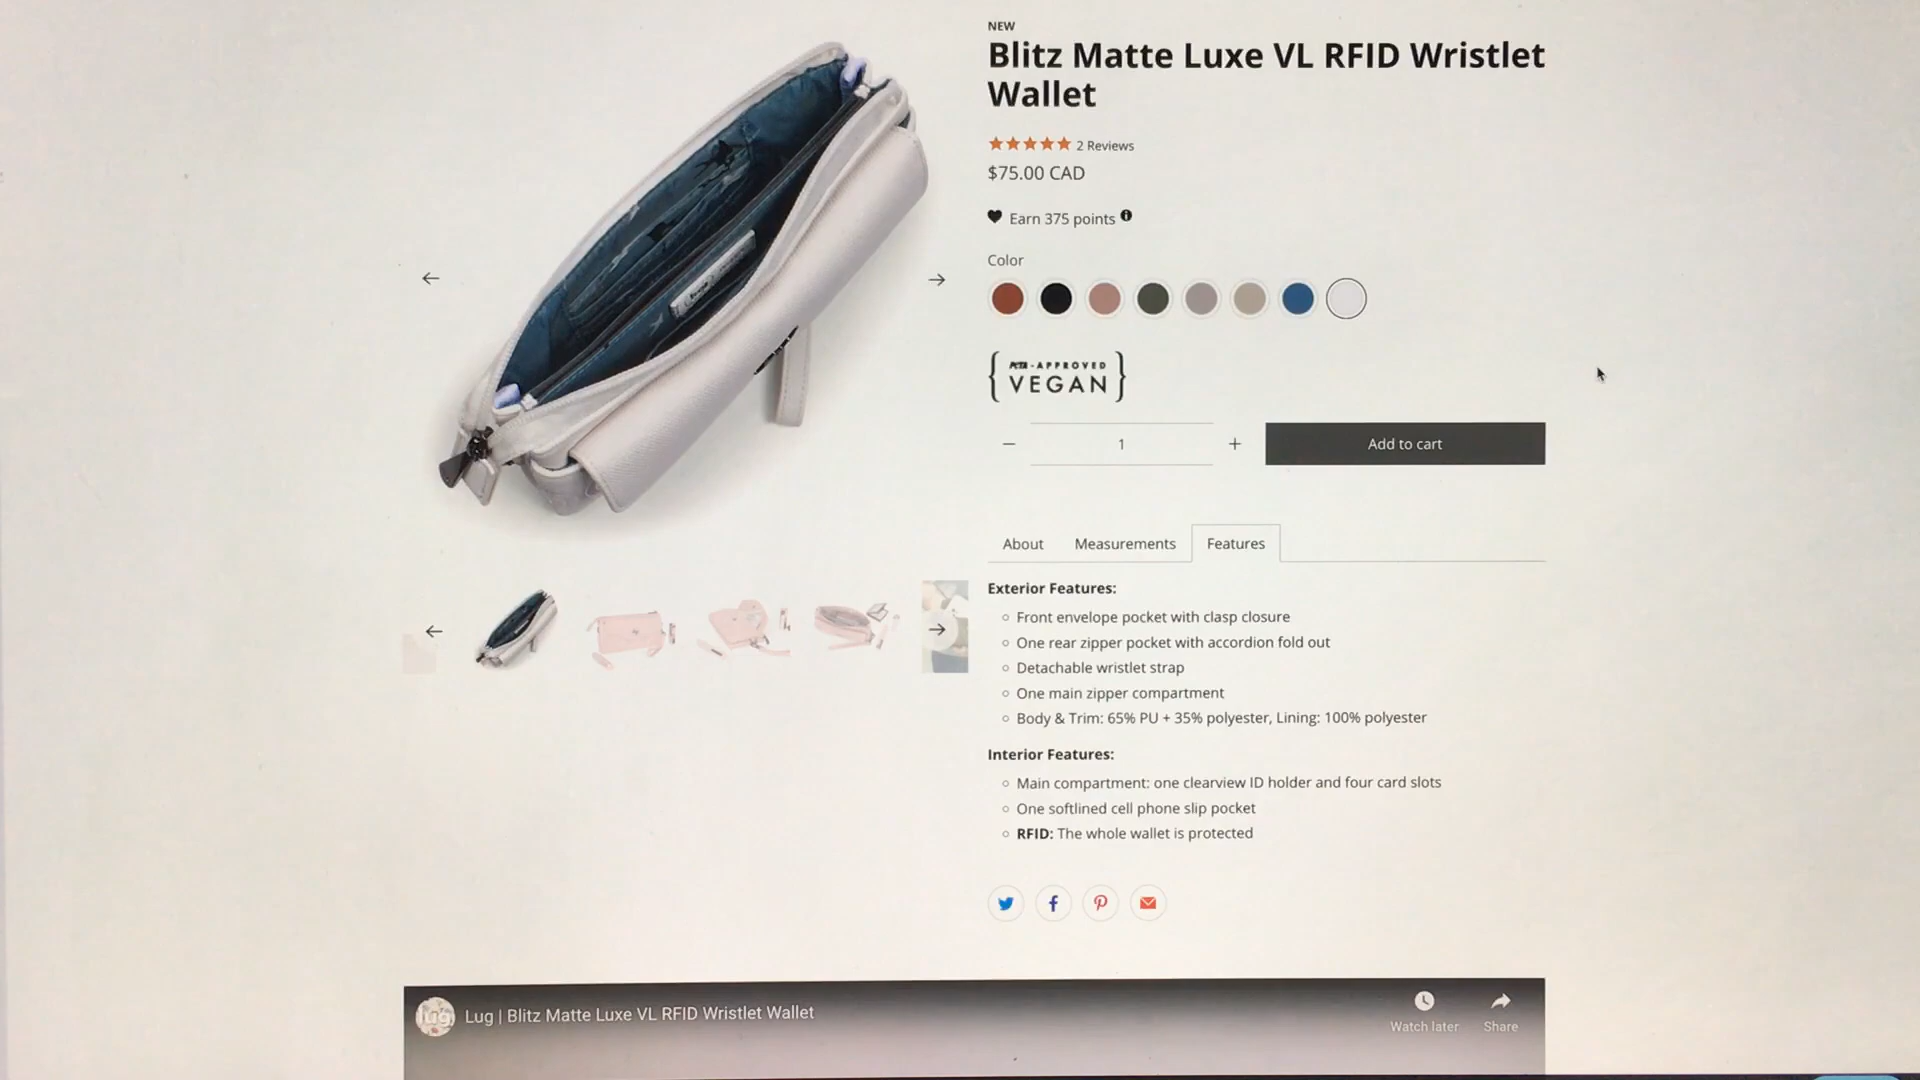 NEW
Blitz Matte Luxe VL RFID Wristlet
Wallet
2 Reviews
$75.00 CAD
Earn 375 points
Color
PETA-APPROVED
VEGAN
1
Add to cart
About
Measurements
Features
Exterior Features:
Front envelope pocket with clasp closure
One rear zipper pocket with accordion fold out
Detachable wristlet strap
One main zipper compartment
Body & Trim: 65% PU + 35% polyester, Lining: 100% polyester
Interior Features:
Main compartment: one clearview ID holder and four card slots
One softlined cell phone slip pocket
RFID: The whole wallet is protected
lug
Lug | Blitz Matte Luxe VL RFID Wristlet Wallet
Watch later
Share